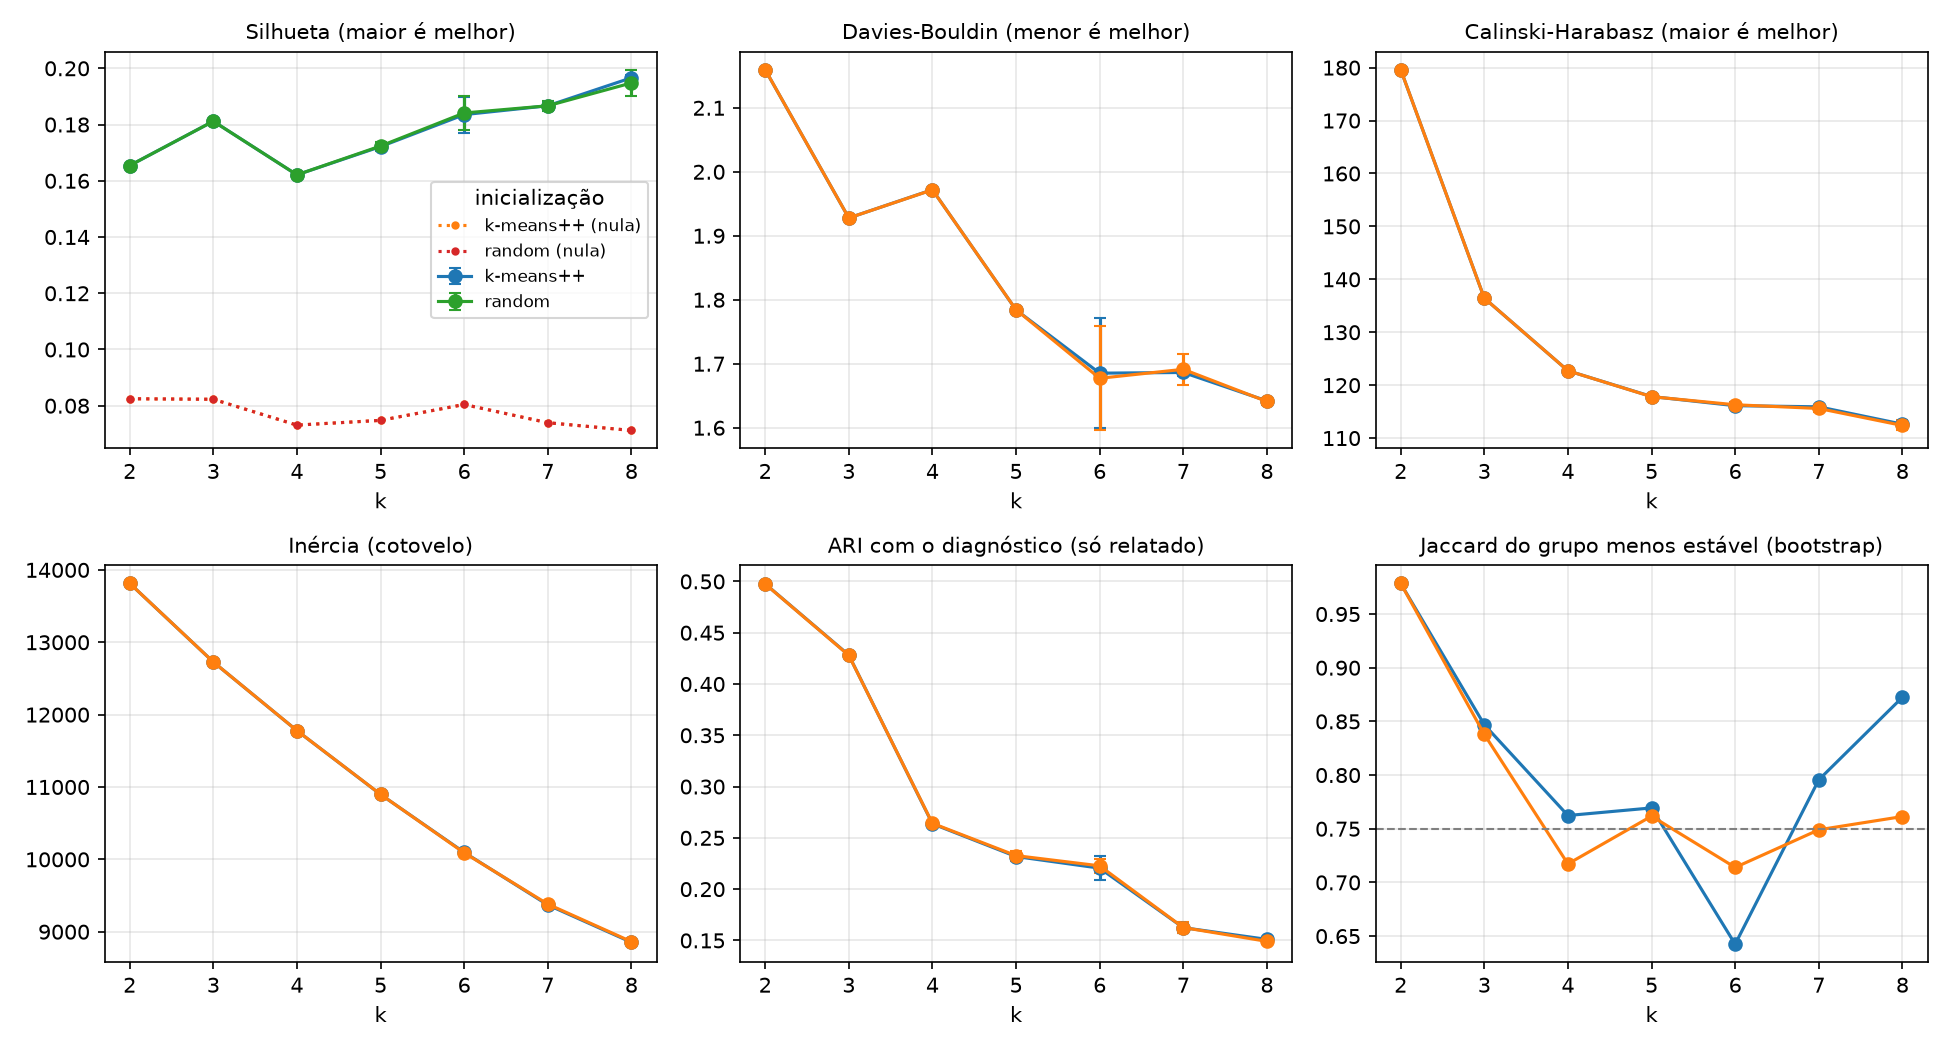 Silhueta (maior é melhor)
0.20
0.18
0.16
0.14
0.12
0.10
0.08
inicialização
k-means++ (nula)
random (nula)
k-means++
random
2 3 4 5 6 7 8
k
Davies-Bouldin (menor é melhor)
2.1
2.0
1.9
1.8
1.7
1.6
2 3 4 5 6 7 8
k
Calinski-Harabasz (maior é melhor)
180
170
160
150
140
130
120
110
2 3 4 5 6 7 8
k
Inércia (cotovelo)
14000
13000
12000
11000
10000
9000
2 3 4 5 6 7 8
k
ARI com o diagnóstico (só relatado)
0.50
0.45
0.40
0.35
0.30
0.25
0.20
0.15
2 3 4 5 6 7 8
k
Jaccard do grupo menos estável (bootstrap)
0.95
0.90
0.85
0.80
0.75
0.70
0.65
2 3 4 5 6 7 8
k